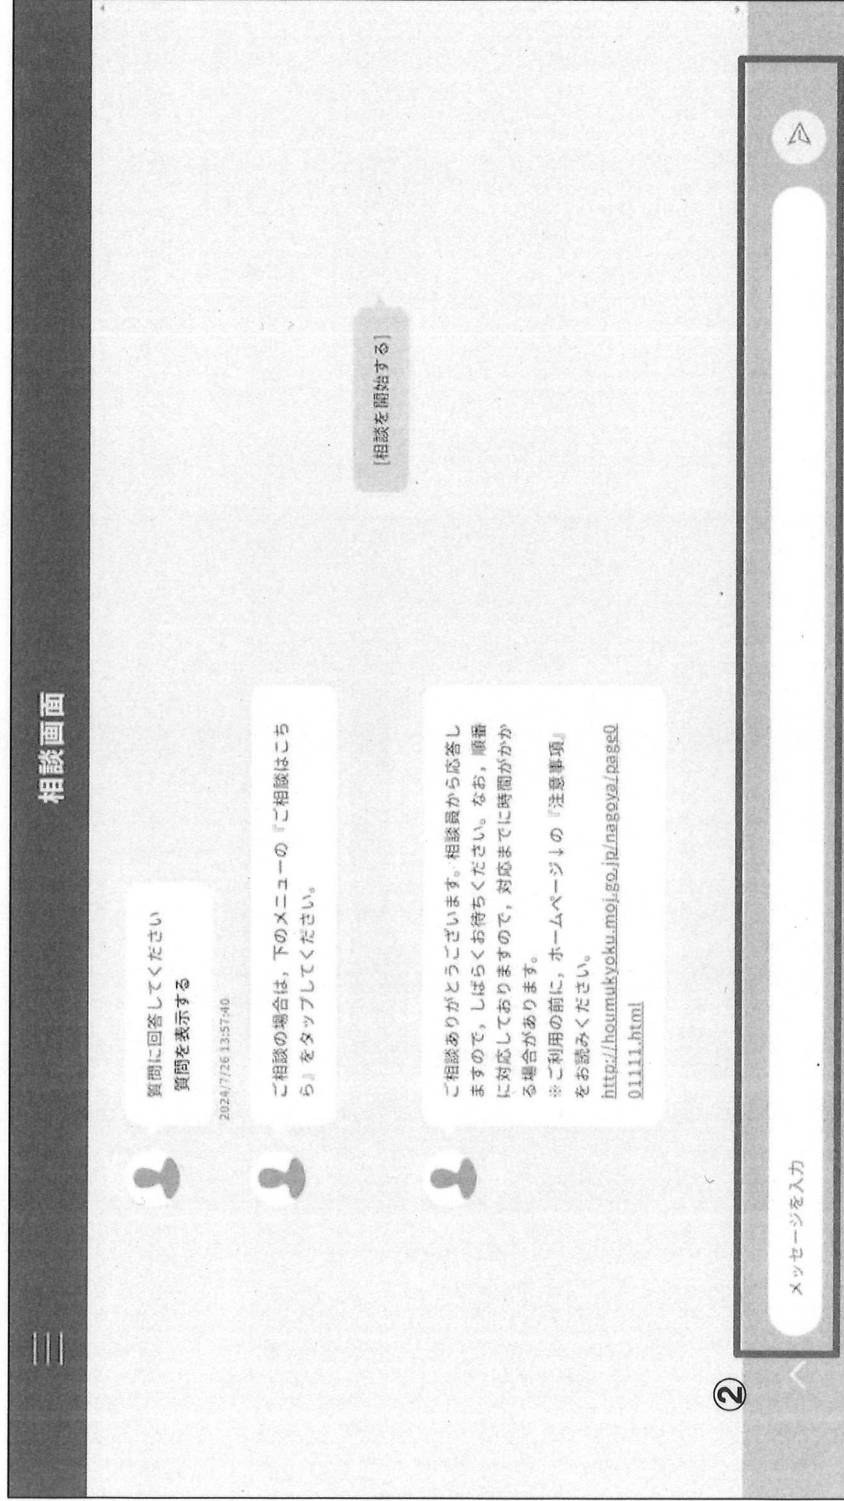 相談画面
質問に回答してください
質問を表示する
2024/7/26 13:57:40
ご相談の場合は，下のメニューの『ご相談はこち
ら』をタップしてください。
[相談を開始する]
ご相談ありがとうございます。相談員から応答し
ますので，しばらくお待ちください。なお，順番
に対応しておりますので，対応までに時間がかか
る場合があります。
※ご利用の前に，ホームページ↓の『注意事項』
をお読みください。
http://houmukyoku.moj.go.jp/nagoya/page0
01111.html
②
メッセージを入力